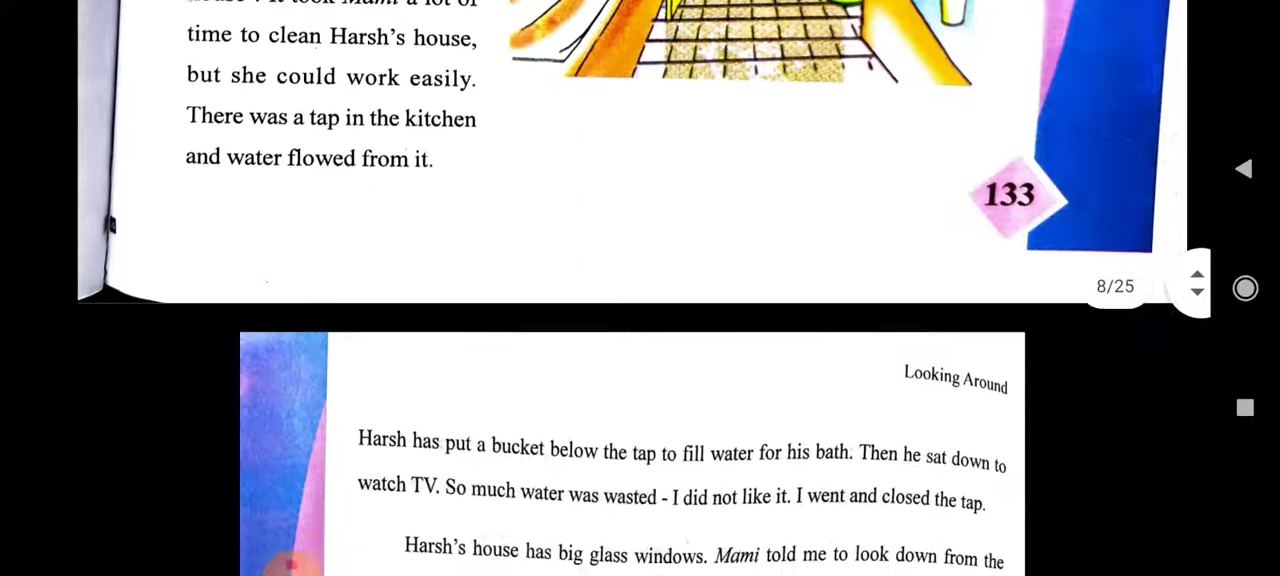 time to clean Harsh's house,
but she could work easily.
There was a tap in the kitchen
and water flowed from it.
133
8/25
Looking Around
Harsh has put a bucket below the tap to fill water for his bath. Then he sat down to
watch TV. So much water was wasted - I did not like it. I went and closed the tap.
Harsh's house has big glass windows. Mami told me to look down from the